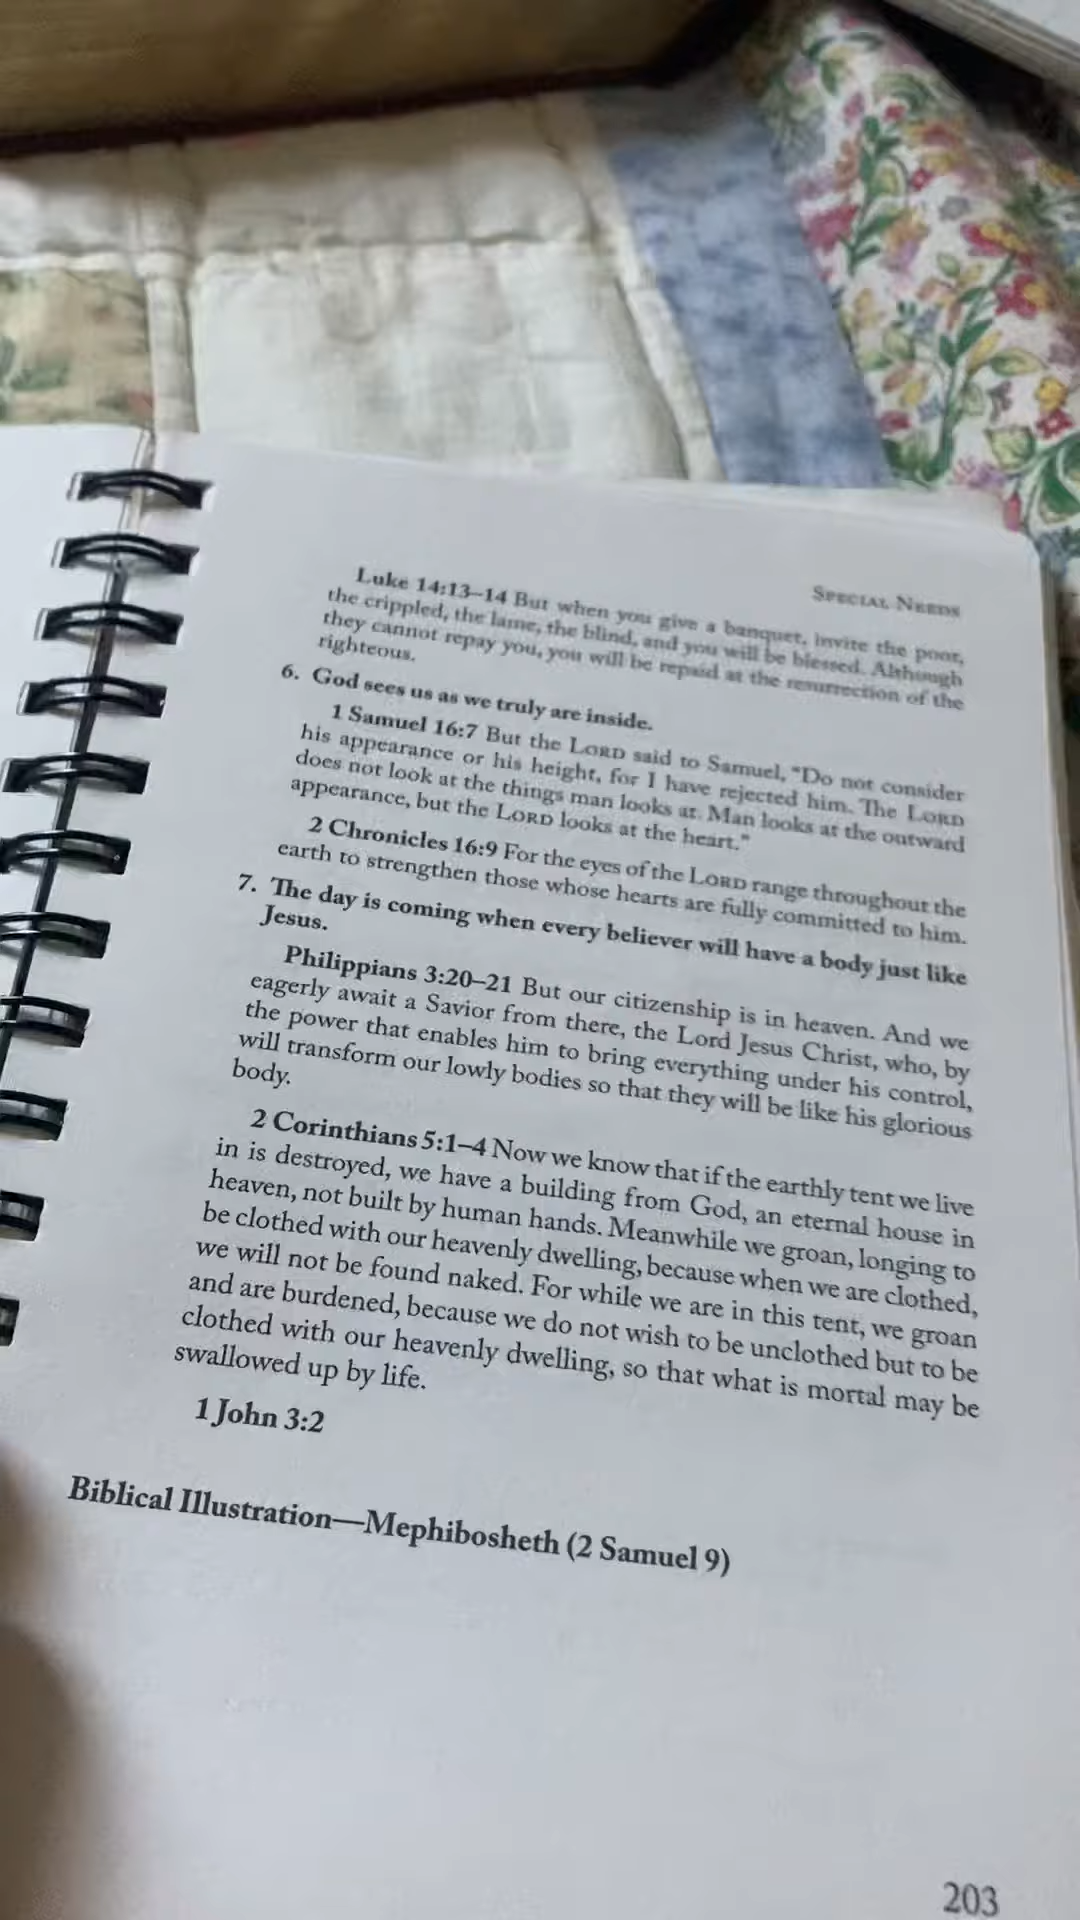 SPECIAL NEEDS
Luke 14:13–14 But when you give a banquet, invite the poor,
the crippled, the lame, the blind, and you will be blessed. Although
they cannot repay you, you will be repaid at the resurrection of the
righteous.
6. God sees us as we truly are inside.
1 Samuel 16:7 But the LORD said to Samuel, "Do not consider
his appearance or his height, for I have rejected him. The LORD
does not look at the things man looks at. Man looks at the outward
appearance, but the LORD looks at the heart."
2 Chronicles 16:9 For the eyes of the LORD range throughout the
earth to strengthen those whose hearts are fully committed to him.
7. The day is coming when every believer will have a body just like
Jesus.
Philippians 3:20–21 But our citizenship is in heaven. And we
eagerly await a Savior from there, the Lord Jesus Christ, who, by
the power that enables him to bring everything under his control,
will transform our lowly bodies so that they will be like his glorious
body.
2 Corinthians 5:1–4 Now we know that if the earthly tent we live
in is destroyed, we have a building from God, an eternal house in
heaven, not built by human hands. Meanwhile we groan, longing to
be clothed with our heavenly dwelling, because when we are clothed,
we will not be found naked. For while we are in this tent, we groan
and are burdened, because we do not wish to be unclothed but to be
clothed with our heavenly dwelling, so that what is mortal may be
swallowed up by life.
1 John 3:2
Biblical Illustration—Mephibosheth (2 Samuel 9)
203